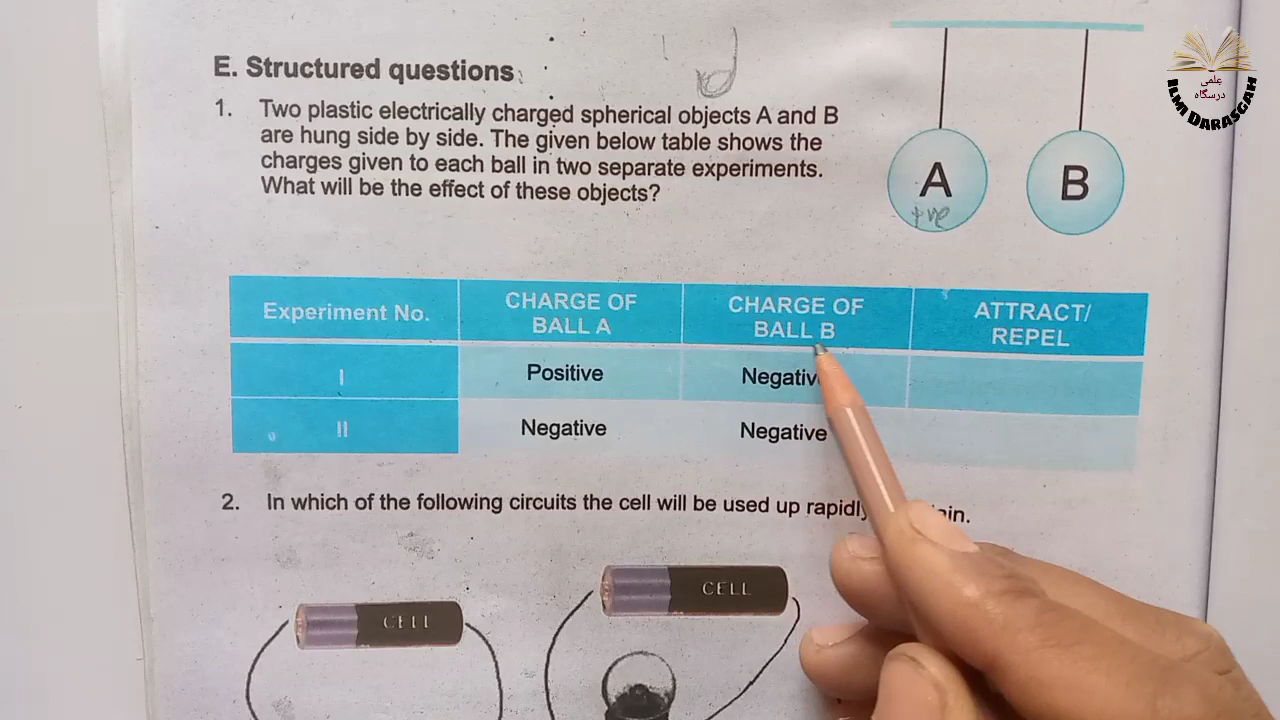 E. Structured questions
1. Two plastic electrically charged spherical objects A and B
are hung side by side. The given below table shows the
charges given to each ball in two separate experiments.
What will be the effect of these objects?
A
+ve
B
علمی
درسگاہ
ILMI DARASGAH
Experiment No.
CHARGE OF
BALL A
CHARGE OF
BALL B
ATTRACT/
REPEL
I
Positive
Negativ
II
Negative
Negative
2. In which of the following circuits the cell will be used up rapidly
CELL
CELL